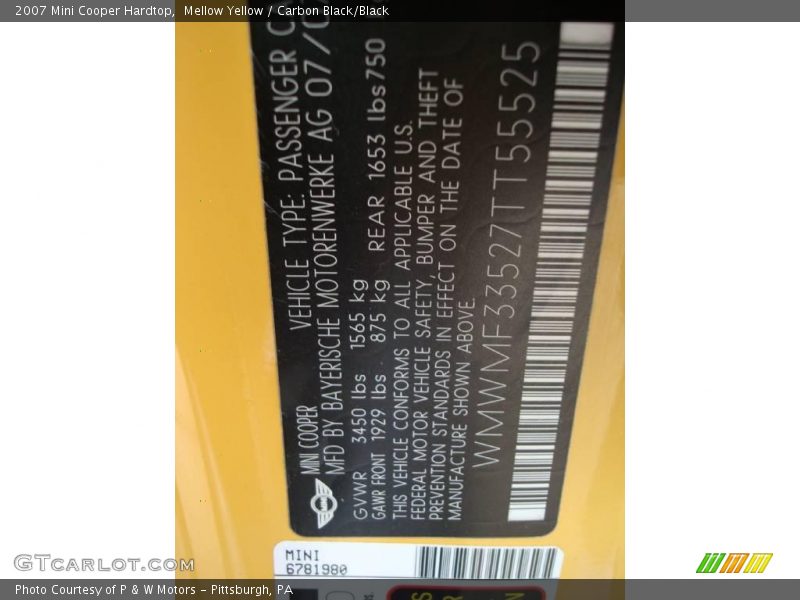 2007 Mini Cooper Hardtop, Mellow Yellow / Carbon Black/Black
MINI COOPER VEHICLE TYPE: PASSENGER
MFD BY BAYERISCHE MOTORENWERKE AG 07/
GVWR 3450 lbs 1565 kg
GAWR FRONT 1929 lbs 875 kg REAR 1653 lbs 750
THIS VEHICLE CONFORMS TO ALL APPLICABLE U.S.
FEDERAL MOTOR VEHICLE SAFETY, BUMPER AND THEFT
PREVENTION STANDARDS IN EFFECT ON THE DATE OF
MANUFACTURE SHOWN ABOVE.
WMWMF33527TT55525
MINI
6781980
GTCarLot.com
Photo Courtesy of P & W Motors - Pittsburgh, PA